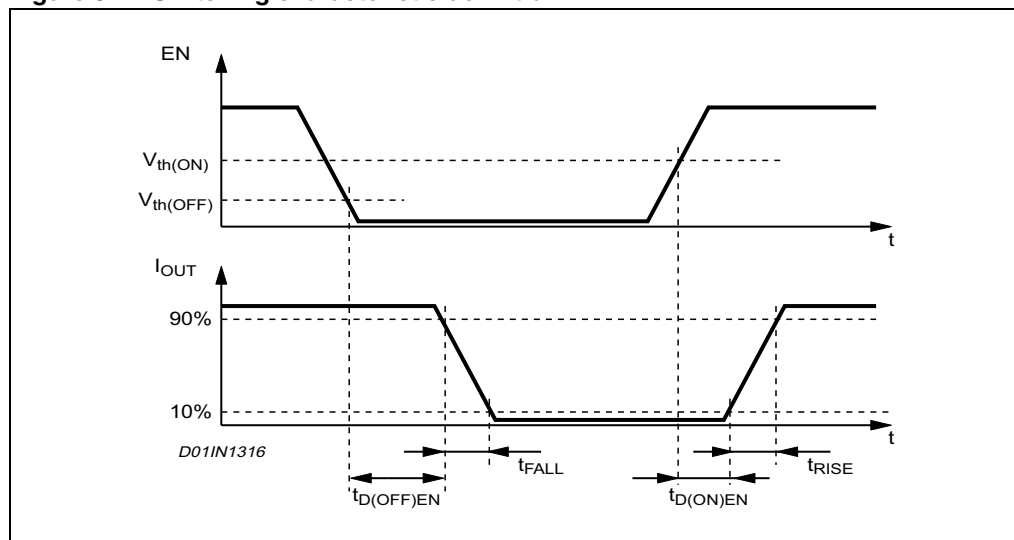 EN
Vth(ON)
Vth(OFF)
t
IOUT
90%
10%
t
D01IN1316
tFALL
tRISE
tD(OFF)EN
tD(ON)EN